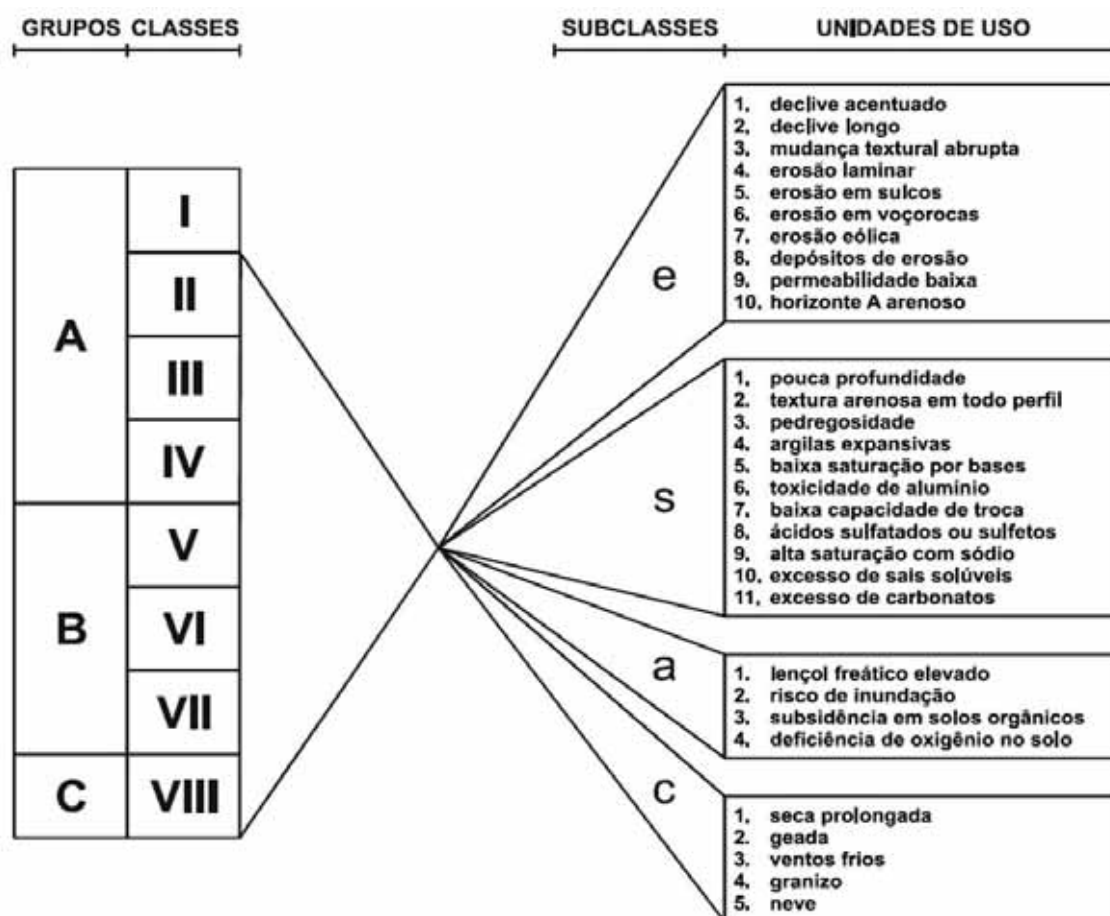 GRUPOS CLASSES SUBCLASSES UNIDADES DE USO
A
I
II
III
IV
B
V
VI
VII
C
VIII
e
1. declive acentuado
2. declive longo
3. mudança textural abrupta
4. erosão laminar
5. erosão em sulcos
6. erosão em voçorocas
7. erosão eólica
8. depósitos de erosão
9. permeabilidade baixa
10. horizonte A arenoso
s
1. pouca profundidade
2. textura arenosa em todo perfil
3. pedregosidade
4. argilas expansivas
5. baixa saturação por bases
6. toxicidade de alumínio
7. baixa capacidade de troca
8. ácidos sulfatados ou sulfetos
9. alta saturação com sódio
10. excesso de sais solúveis
11. excesso de carbonatos
a
1. lençol freático elevado
2. risco de inundação
3. subsidência em solos orgânicos
4. deficiência de oxigênio no solo
c
1. seca prolongada
2. geada
3. ventos frios
4. granizo
5. neve